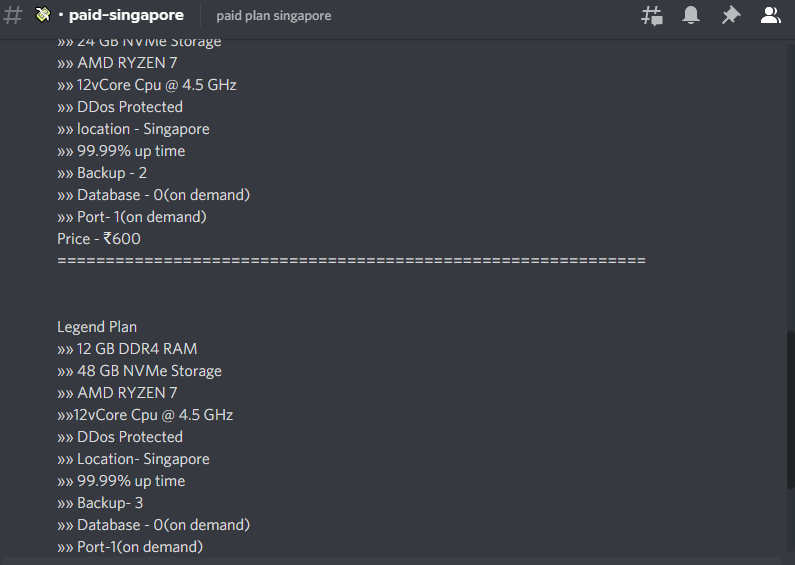 # 💸 · paid-singapore paid plan singapore
»» 24 GB NVMe Storage
»» AMD RYZEN 7
»» 12vCore Cpu @ 4.5 GHz
»» DDos Protected
»» location - Singapore
»» 99.99% up time
»» Backup - 2
»» Database - 0(on demand)
»» Port- 1(on demand)
Price - ₹600
=============================================================
Legend Plan
»» 12 GB DDR4 RAM
»» 48 GB NVMe Storage
»» AMD RYZEN 7
»»12vCore Cpu @ 4.5 GHz
»» DDos Protected
»» Location- Singapore
»» 99.99% up time
»» Backup- 3
»» Database - 0(on demand)
»» Port-1(on demand)